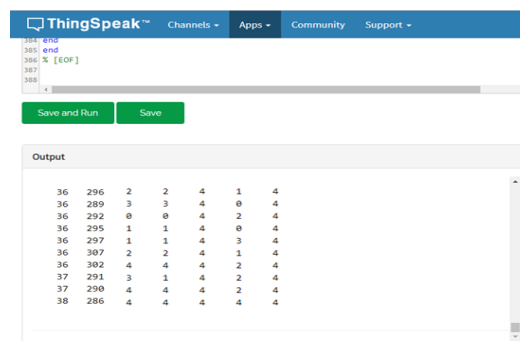 ThingSpeak™ Channels Apps Community Support
384 end
385 end
386 % [EOF]
387
388
Save and Run Save
Output
36 296 2 2 4 1 4
36 289 3 3 4 0 4
36 292 0 0 4 2 4
36 295 1 1 4 0 4
36 297 1 1 4 3 4
36 307 2 2 4 1 4
36 302 4 4 4 2 4
37 291 3 1 4 2 4
37 290 4 4 4 2 4
38 286 4 4 4 4 4